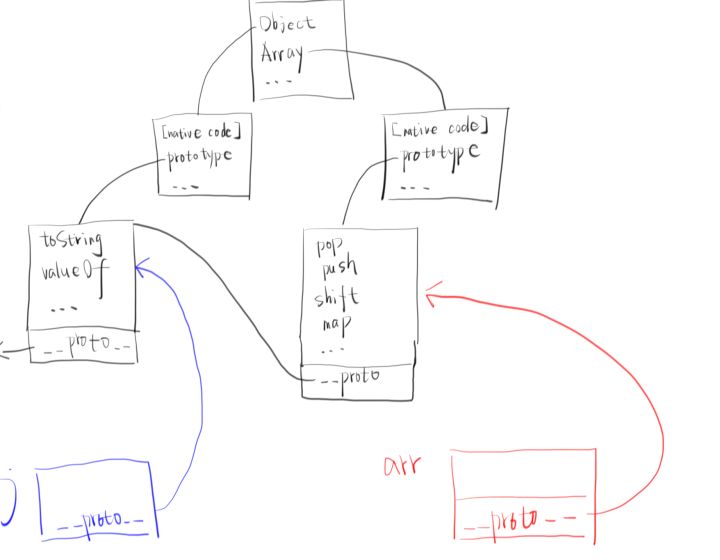 Object
Array
...
[native code]
prototype
...
[native code]
prototype
...
toString
valueOf
...
__proto__
pop
push
shift
map
...
__proto
j
__proto__
arr
__proto__